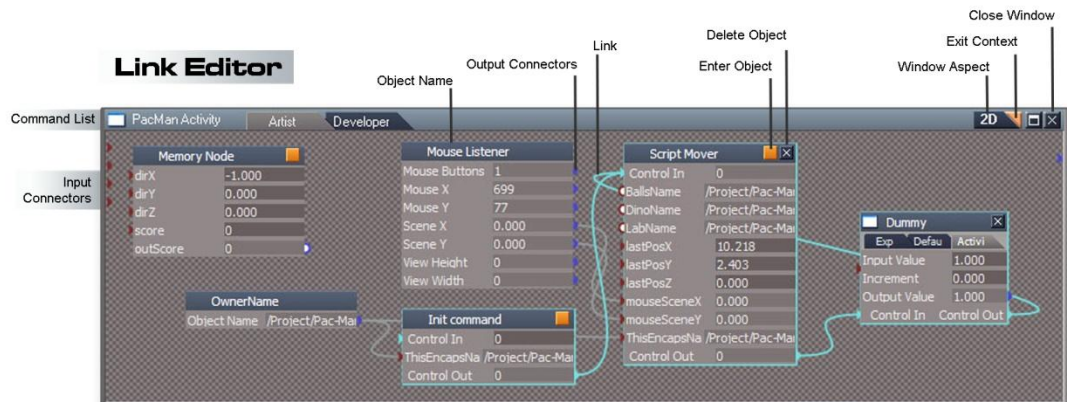 Close Window
Link
Delete Object
Exit Context
Link Editor
Object Name
Output Connectors
Enter Object
Window Aspect
Command List
PacMan Activity
Artist
Developer
2D
Input
Connectors
Memory Node
dirX -1.000
dirY 0.000
dirZ 0.000
score 0
outScore 0
Mouse Listener
Mouse Buttons 1
Mouse X 699
Mouse Y 77
Scene X 0.000
Scene Y 0.000
View Height 0
View Width 0
Script Mover
Control In 0
BallsName /Project/Pac-Mar
DinoName /Project/Pac-Mar
LabName /Project/Pac-Mar
lastPosX 10.218
lastPosY 2.403
lastPosZ 0.000
mouseSceneX 0.000
mouseSceneY 0.000
ThisEncapsNa /Project/Pac-Mar
Control Out 0
Dummy
Exp Defau Activi
Input Value 1.000
Increment 0.000
Output Value 1.000
Control In Control Out
OwnerName
Object Name /Project/Pac-Mar
Init command
Control In 0
ThisEncapsNa /Project/Pac-Mar
Control Out 0